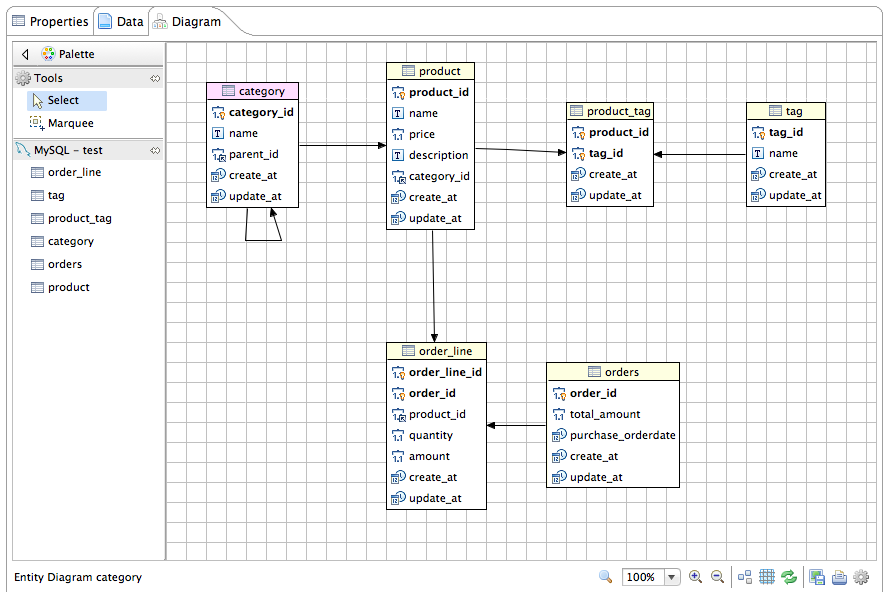 Properties
Data
Diagram
Palette
Tools
Select
Marquee
MySQL - test
order_line
tag
product_tag
category
orders
product
category
category_id
name
parent_id
create_at
update_at
product
product_id
name
price
description
category_id
create_at
update_at
product_tag
product_id
tag_id
create_at
update_at
tag
tag_id
name
create_at
update_at
order_line
order_line_id
order_id
product_id
quantity
amount
create_at
update_at
orders
order_id
total_amount
purchase_orderdate
create_at
update_at
Entity Diagram category
100%